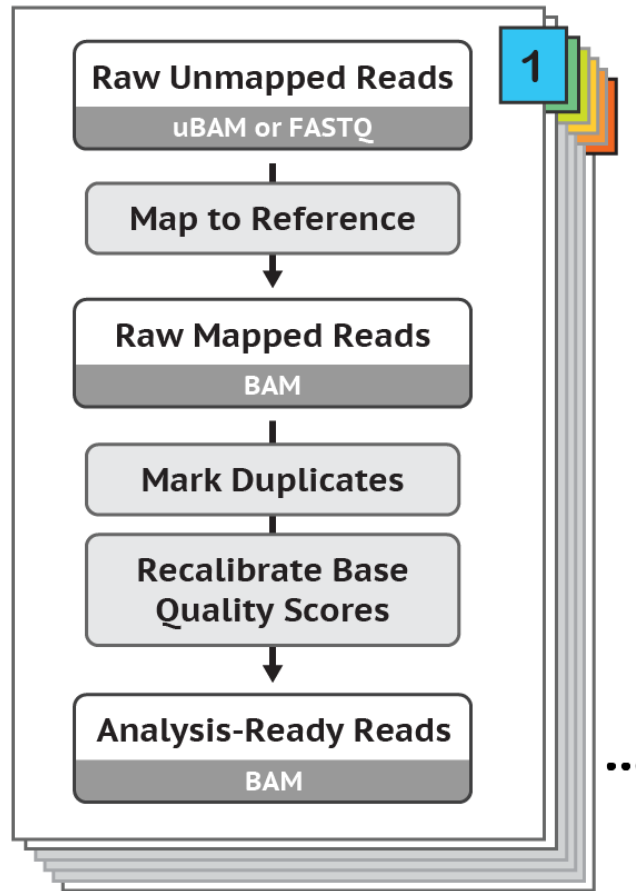 1
Raw Unmapped Reads
uBAM or FASTQ
Map to Reference
Raw Mapped Reads
BAM
Mark Duplicates
Recalibrate Base
Quality Scores
Analysis-Ready Reads
BAM
...